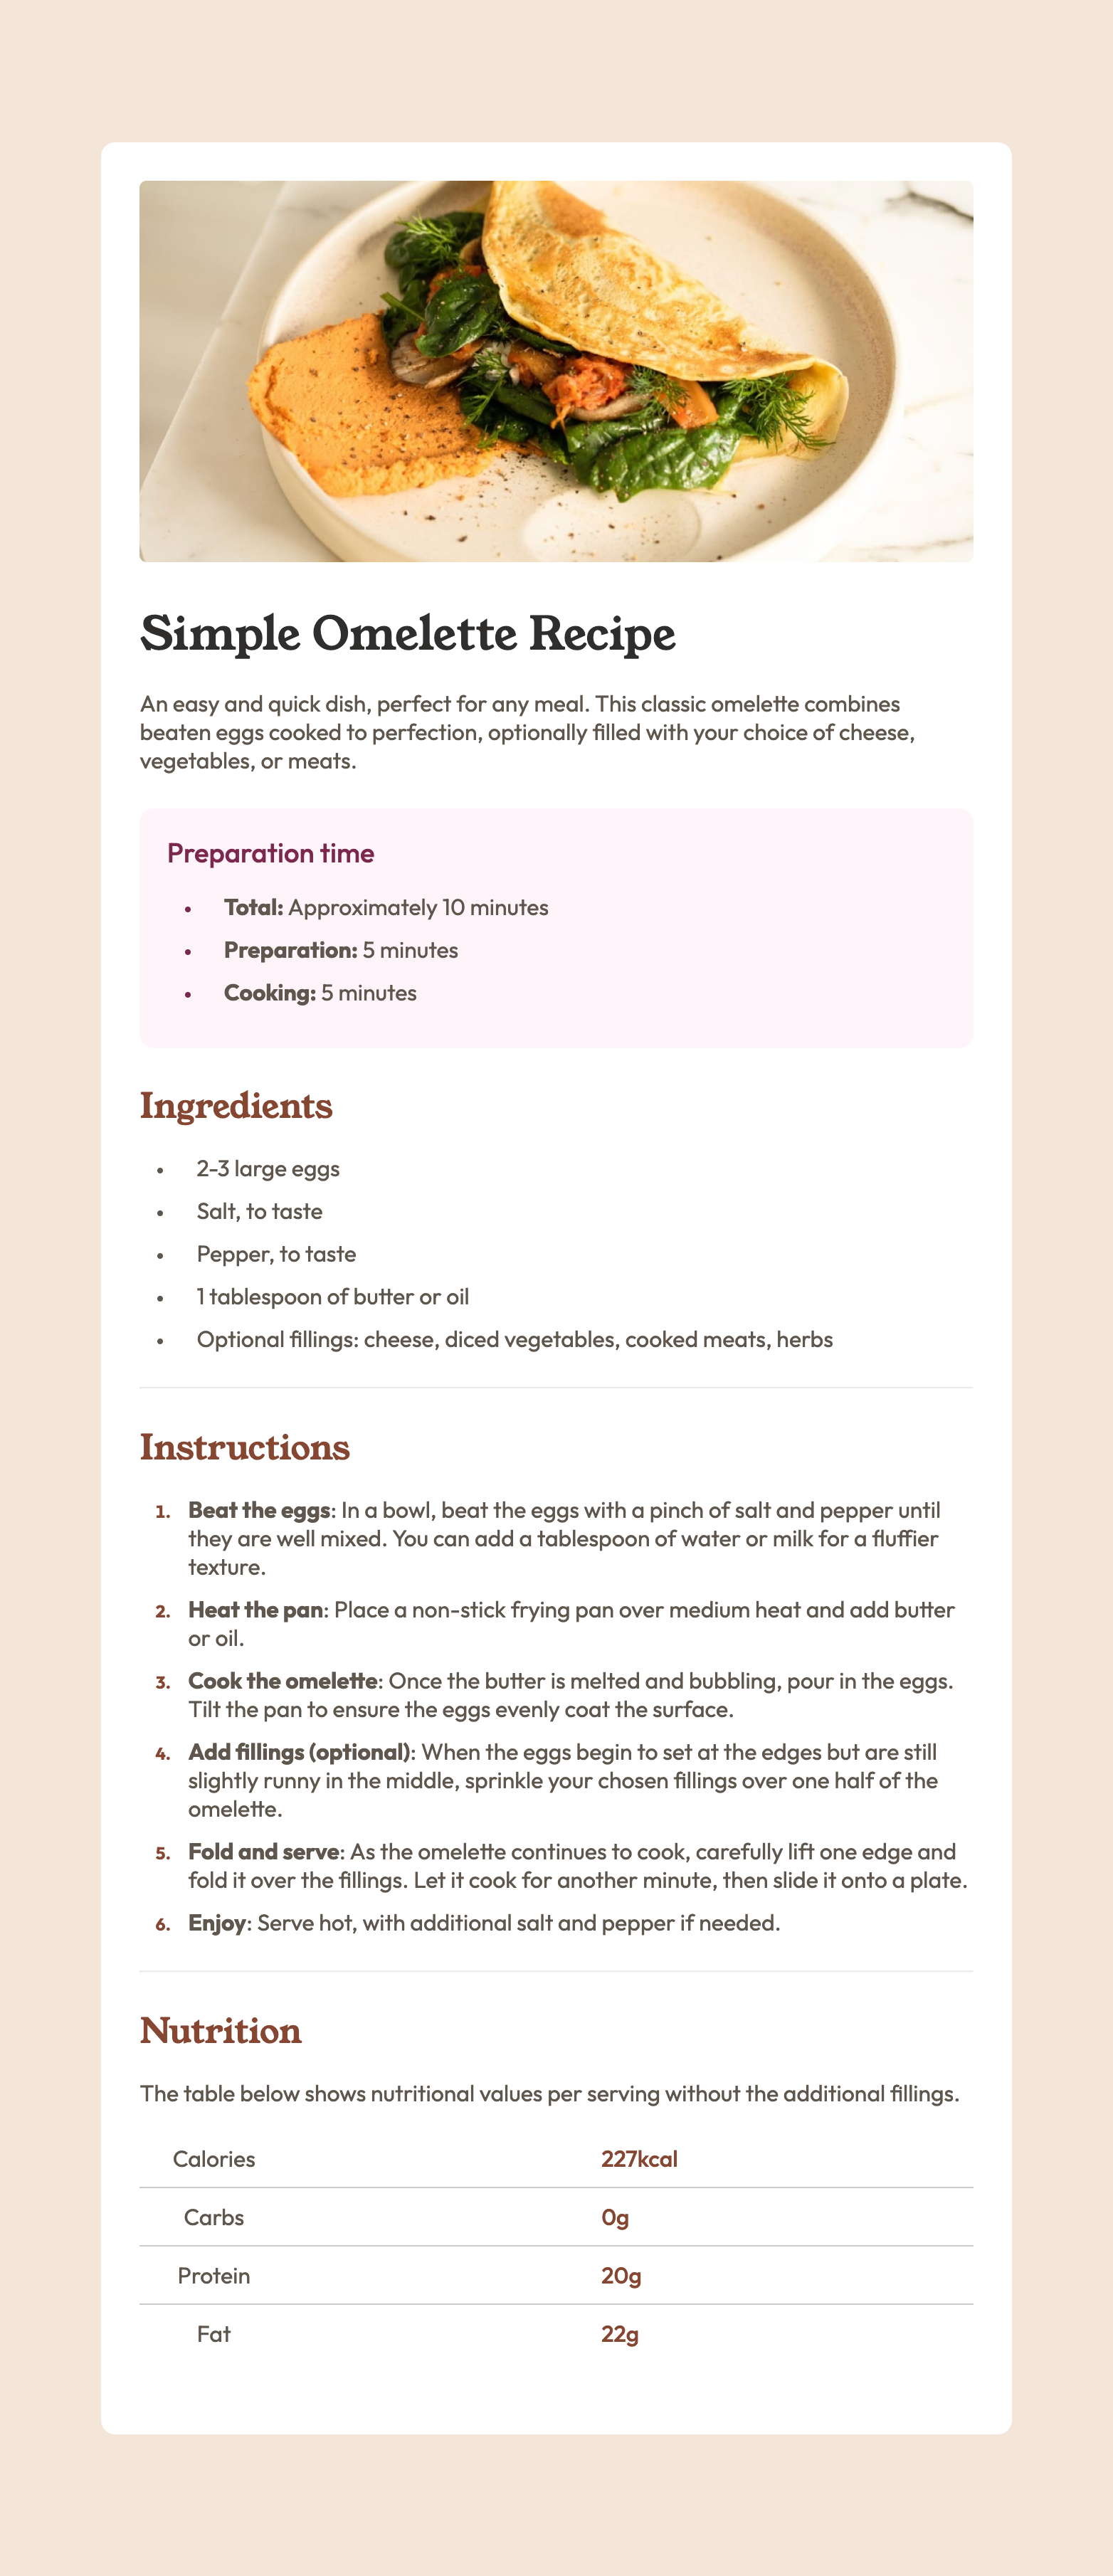 Simple Omelette Recipe
An easy and quick dish, perfect for any meal. This classic omelette combines
beaten eggs cooked to perfection, optionally filled with your choice of cheese,
vegetables, or meats.
Preparation time
• Total: Approximately 10 minutes
• Preparation: 5 minutes
• Cooking: 5 minutes
Ingredients
• 2-3 large eggs
• Salt, to taste
• Pepper, to taste
• 1 tablespoon of butter or oil
• Optional fillings: cheese, diced vegetables, cooked meats, herbs
Instructions
1. Beat the eggs: In a bowl, beat the eggs with a pinch of salt and pepper until
they are well mixed. You can add a tablespoon of water or milk for a fluffier
texture.
2. Heat the pan: Place a non-stick frying pan over medium heat and add butter
or oil.
3. Cook the omelette: Once the butter is melted and bubbling, pour in the eggs.
Tilt the pan to ensure the eggs evenly coat the surface.
4. Add fillings (optional): When the eggs begin to set at the edges but are still
slightly runny in the middle, sprinkle your chosen fillings over one half of the
omelette.
5. Fold and serve: As the omelette continues to cook, carefully lift one edge and
fold it over the fillings. Let it cook for another minute, then slide it onto a plate.
6. Enjoy: Serve hot, with additional salt and pepper if needed.
Nutrition
The table below shows nutritional values per serving without the additional fillings.
Calories 227kcal
Carbs 0g
Protein 20g
Fat 22g